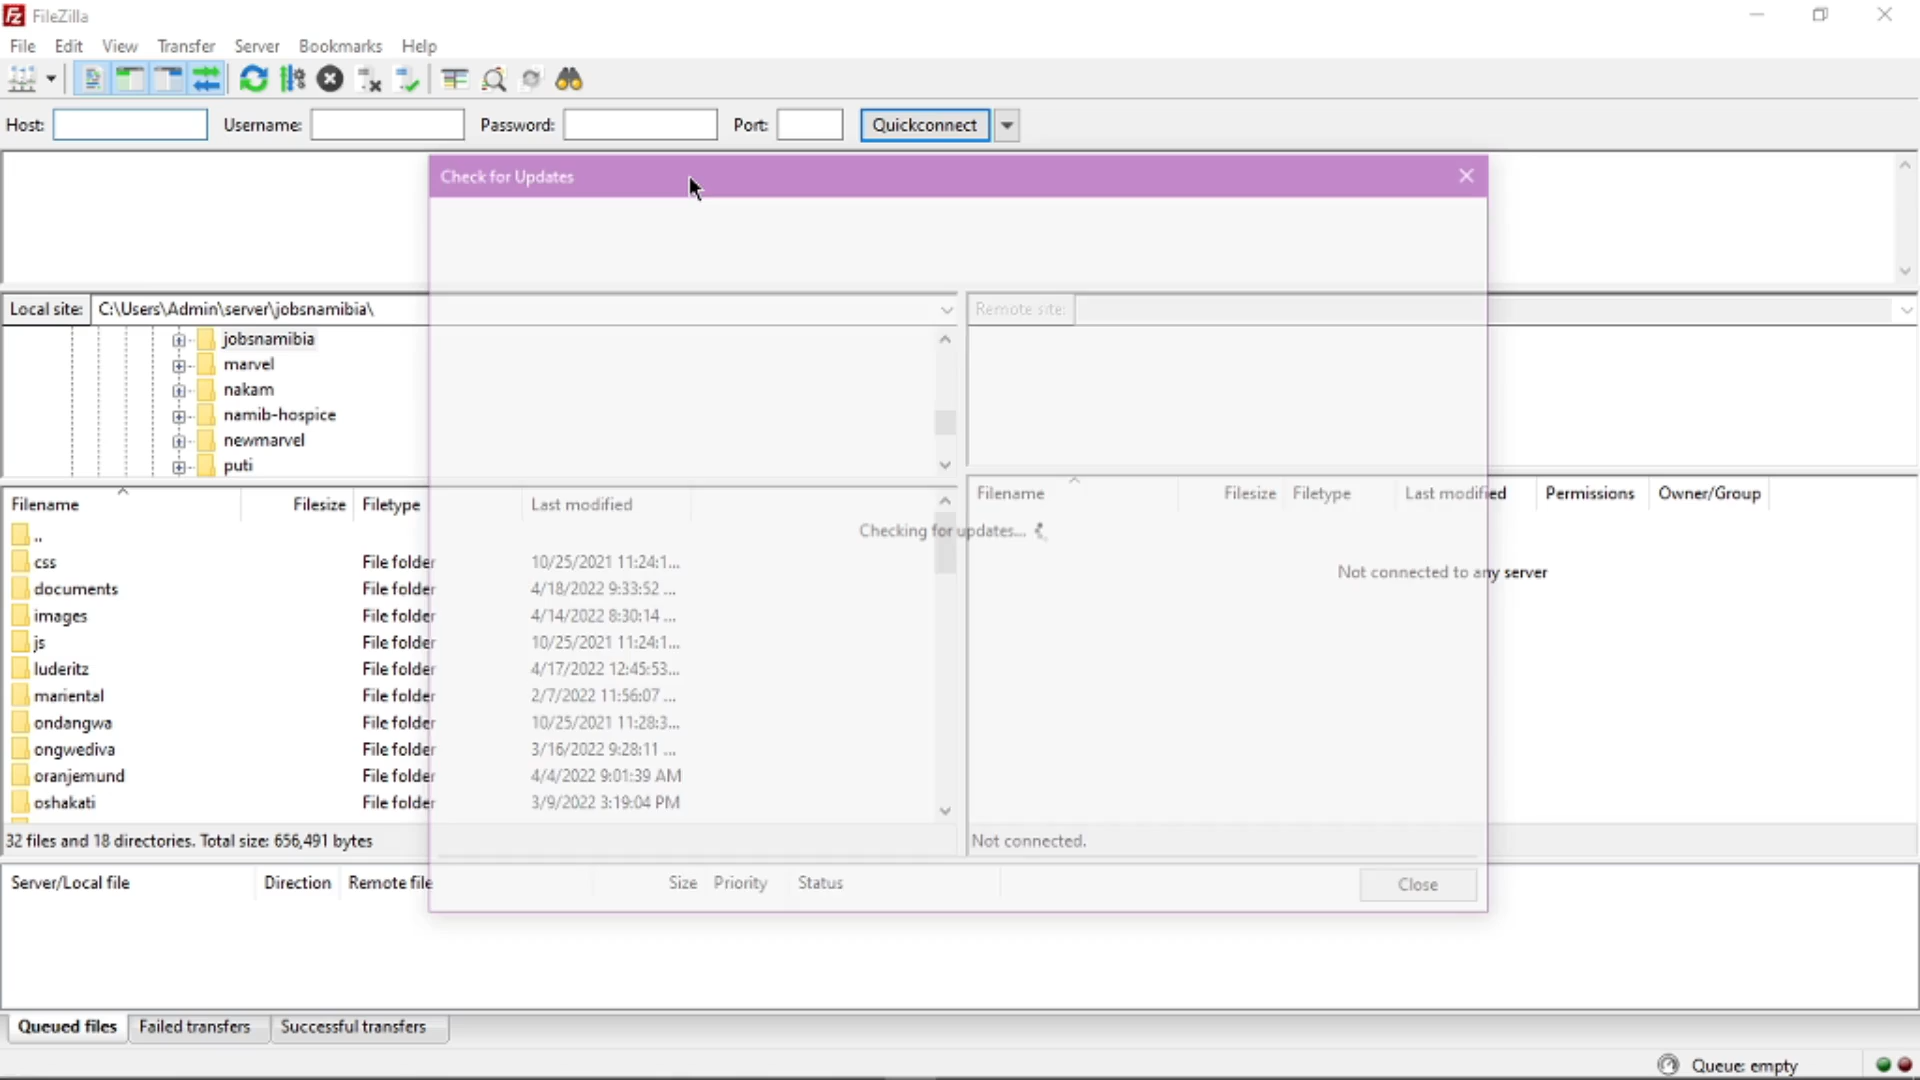 FileZilla
File Edit View Transfer Server Bookmarks Help
Host: Username: Password: Port: Quickconnect
Check for Updates
Local site: C:\Users\Admin\server\jobsnamibia\
Remote site:
jobsnamibia
marvel
nakam
namib-hospice
newmarvel
puti
Filename Filesize Filetype Last modified
..
css File folder 10/25/2021 11:24:1...
documents File folder 4/18/2022 9:33:52 ...
images File folder 4/14/2022 8:30:14 ...
js File folder 10/25/2021 11:24:1...
luderitz File folder 4/17/2022 12:45:53...
mariental File folder 2/7/2022 11:56:07 ...
ondangwa File folder 10/25/2021 11:28:3...
ongwediva File folder 3/16/2022 9:28:11 ...
oranjemund File folder 4/4/2022 9:01:39 AM
oshakati File folder 3/9/2022 3:19:04 PM
32 files and 18 directories. Total size: 656,491 bytes
Filename Filesize Filetype Last modified Permissions Owner/Group
Checking for updates...
Not connected to any server
Not connected.
Server/Local file Direction Remote file Size Priority Status
Close
Queued files Failed transfers Successful transfers
Queue: empty